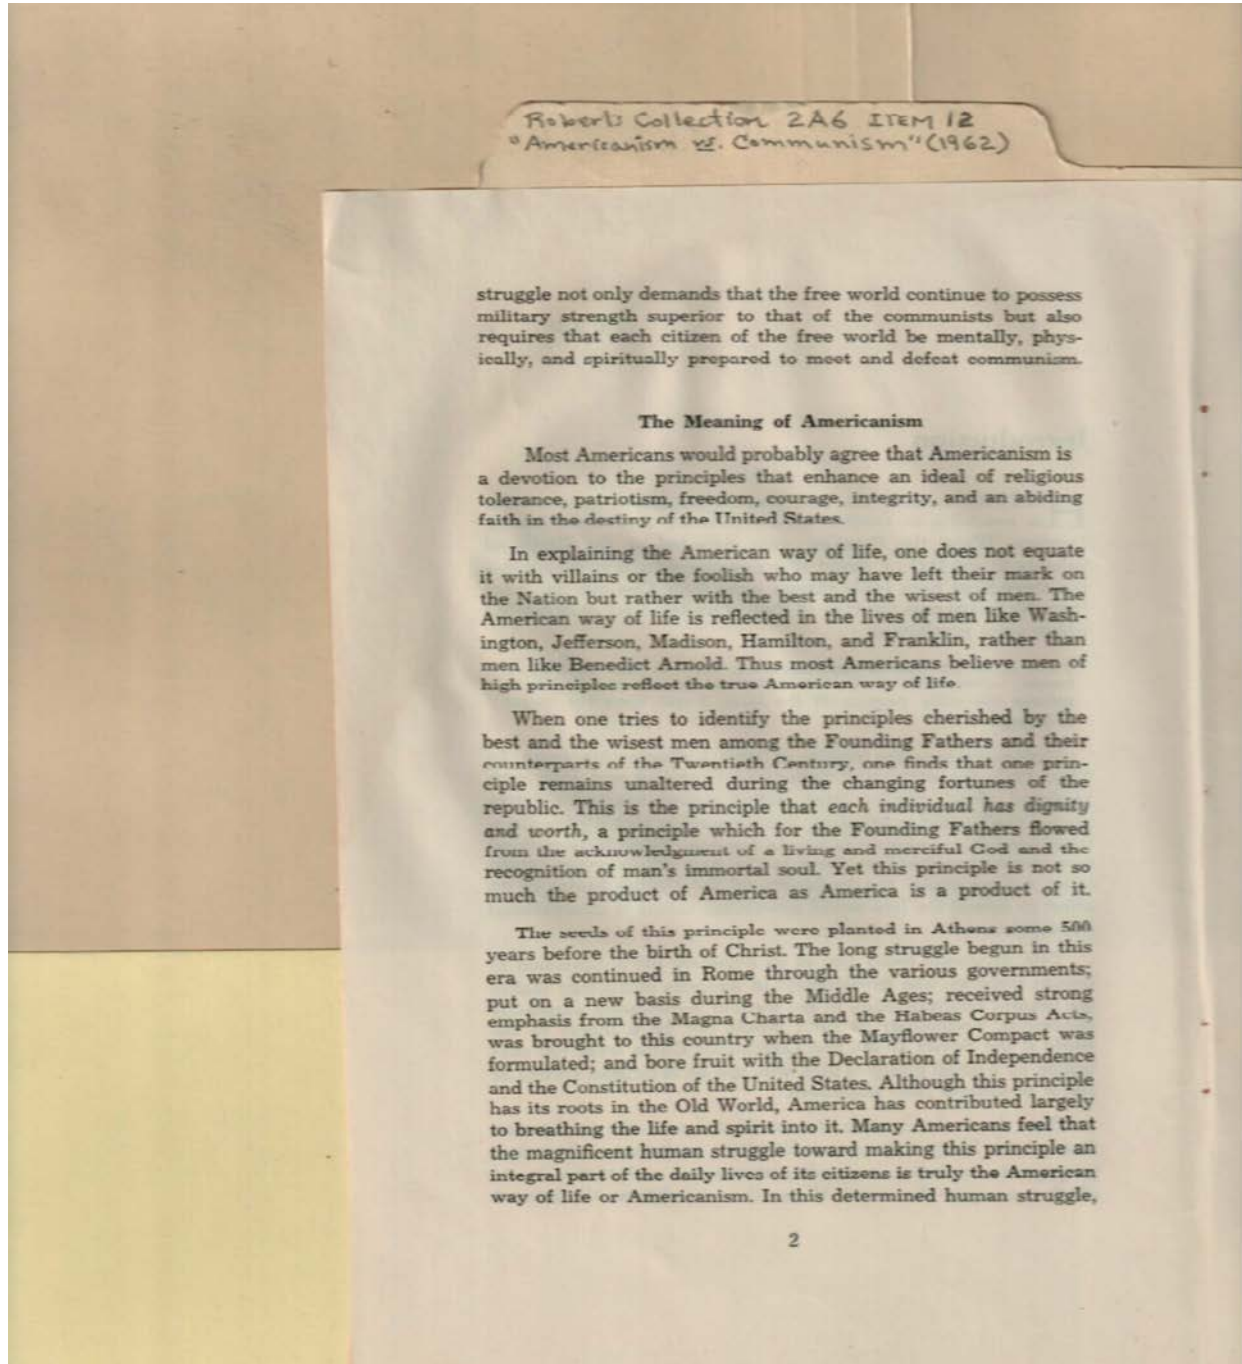 Roberts Collection 2A6 ITEM 12
"Americanism vs. Communism" (1962)
struggle not only demands that the free world continue to possess
military strength superior to that of the communists but also
requires that each citizen of the free world be mentally, phys-
ically, and spiritually prepared to meet and defeat communism.
The Meaning of Americanism
Most Americans would probably agree that Americanism is
a devotion to the principles that enhance an ideal of religious
tolerance, patriotism, freedom, courage, integrity, and an abiding
faith in the destiny of the United States.
In explaining the American way of life, one does not equate
it with villains or the foolish who may have left their mark on
the Nation but rather with the best and the wisest of men. The
American way of life is reflected in the lives of men like Wash-
ington, Jefferson, Madison, Hamilton, and Franklin, rather than
men like Benedict Arnold. Thus most Americans believe men of
high principles reflect the true American way of life.
When one tries to identify the principles cherished by the
best and the wisest men among the Founding Fathers and their
counterparts of the Twentieth Century, one finds that one prin-
ciple remains unaltered during the changing fortunes of the
republic. This is the principle that each individual has dignity
and worth, a principle which for the Founding Fathers flowed
from the acknowledgment of a living and merciful God and the
recognition of man's immortal soul. Yet this principle is not so
much the product of America as America is a product of it.
The seeds of this principle were planted in Athens some 500
years before the birth of Christ. The long struggle begun in this
era was continued in Rome through the various governments;
put on a new basis during the Middle Ages; received strong
emphasis from the Magna Charta and the Habeas Corpus Acts,
was brought to this country when the Mayflower Compact was
formulated; and bore fruit with the Declaration of Independence
and the Constitution of the United States. Although this principle
has its roots in the Old World, America has contributed largely
to breathing the life and spirit into it. Many Americans feel that
the magnificent human struggle toward making this principle an
integral part of the daily lives of its citizens is truly the American
way of life or Americanism. In this determined human struggle,
2